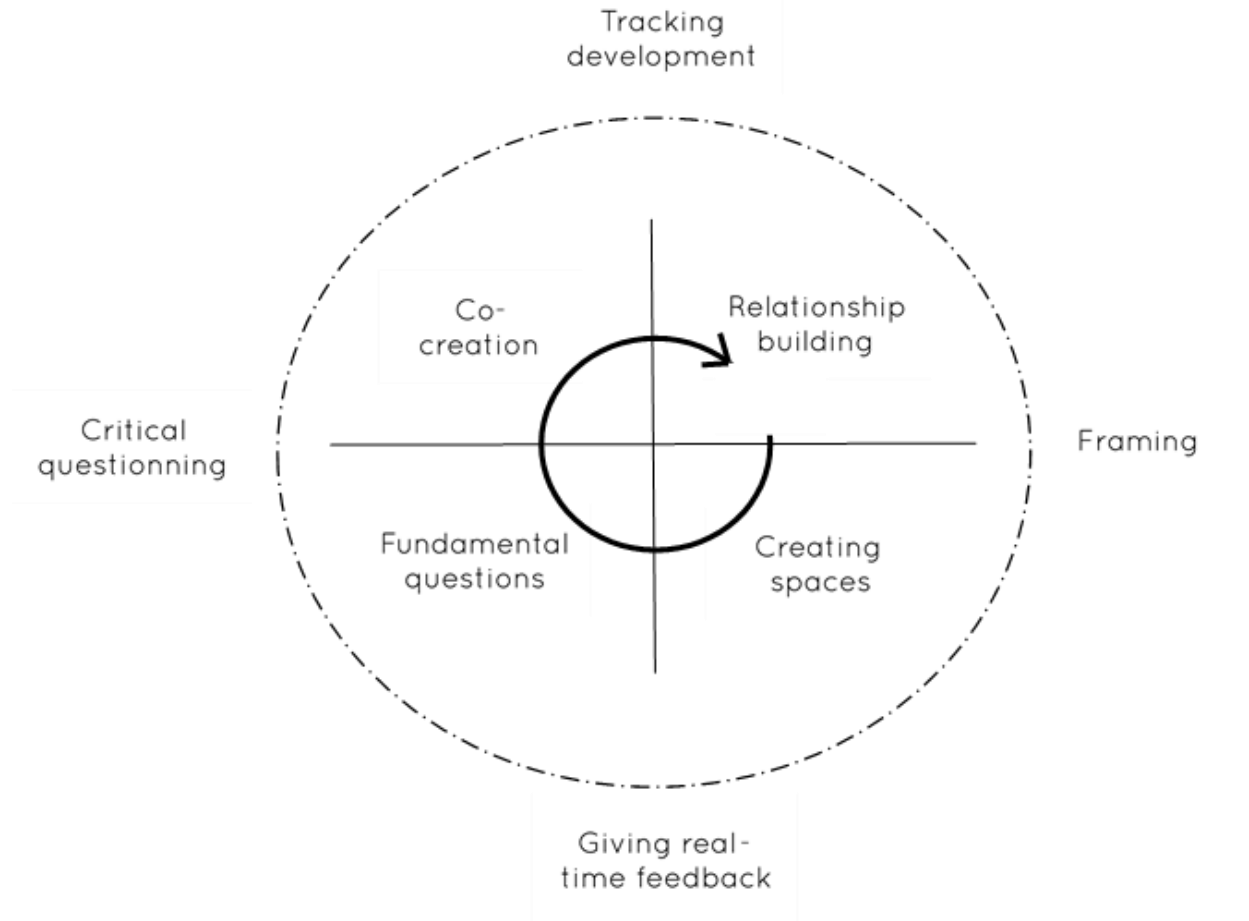 Tracking
development
Co-
creation
Relationship
building
Critical
questionning
Framing
Fundamental
questions
Creating
spaces
Giving real-
time feedback